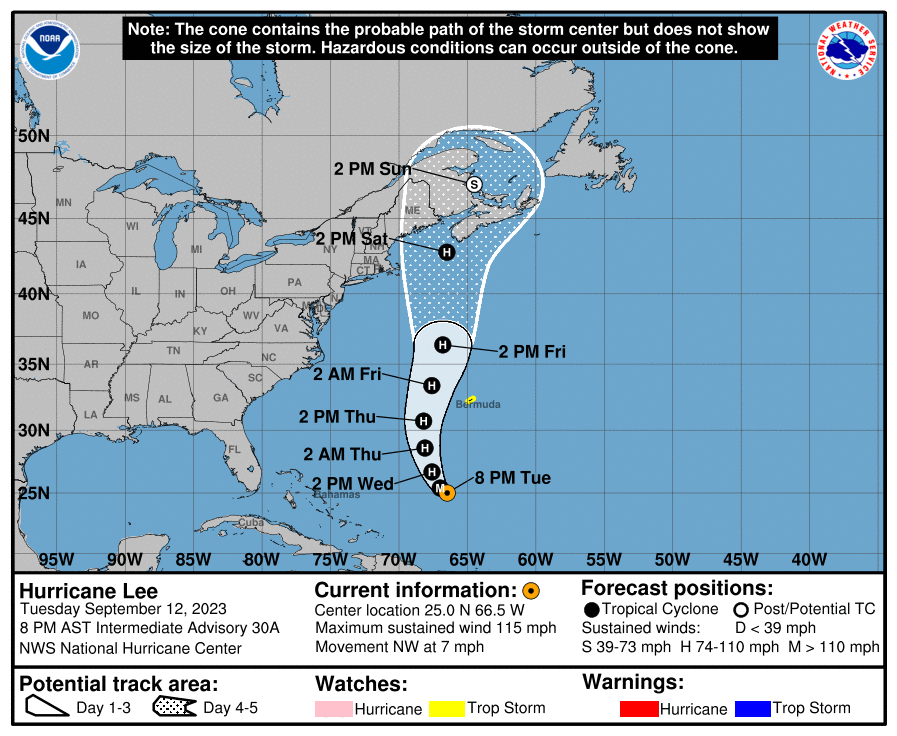 Note: The cone contains the probable path of the storm center but does not show
the size of the storm. Hazardous conditions can occur outside of the cone.
NOAA
NATIONAL WEATHER SERVICE
50N
45N
40N
35N
30N
25N
2 PM Sun
S
2 PM Sat
H
H
2 PM Fri
2 AM Fri
H
2 PM Thu
H
2 AM Thu
H
2 PM Wed
H
M
8 PM Tue
MN
WI
MI
IA
IL
IN
OH
PA
NY
VT
NH
ME
MA
CT
NJ
MO
KY
WV
VA
TN
NC
AR
SC
MS
AL
GA
LA
FL
Bermuda
Bahamas
Cuba
95W 90W 85W 80W 75W 70W 65W 60W 55W 50W 45W 40W
Hurricane Lee
Tuesday September 12, 2023
8 PM AST Intermediate Advisory 30A
NWS National Hurricane Center
Current information:
Center location 25.0 N 66.5 W
Maximum sustained wind 115 mph
Movement NW at 7 mph
Forecast positions:
Tropical Cyclone Post/Potential TC
Sustained winds: D < 39 mph
S 39-73 mph H 74-110 mph M > 110 mph
Potential track area:
Day 1-3 Day 4-5
Watches:
Hurricane Trop Storm
Warnings:
Hurricane Trop Storm